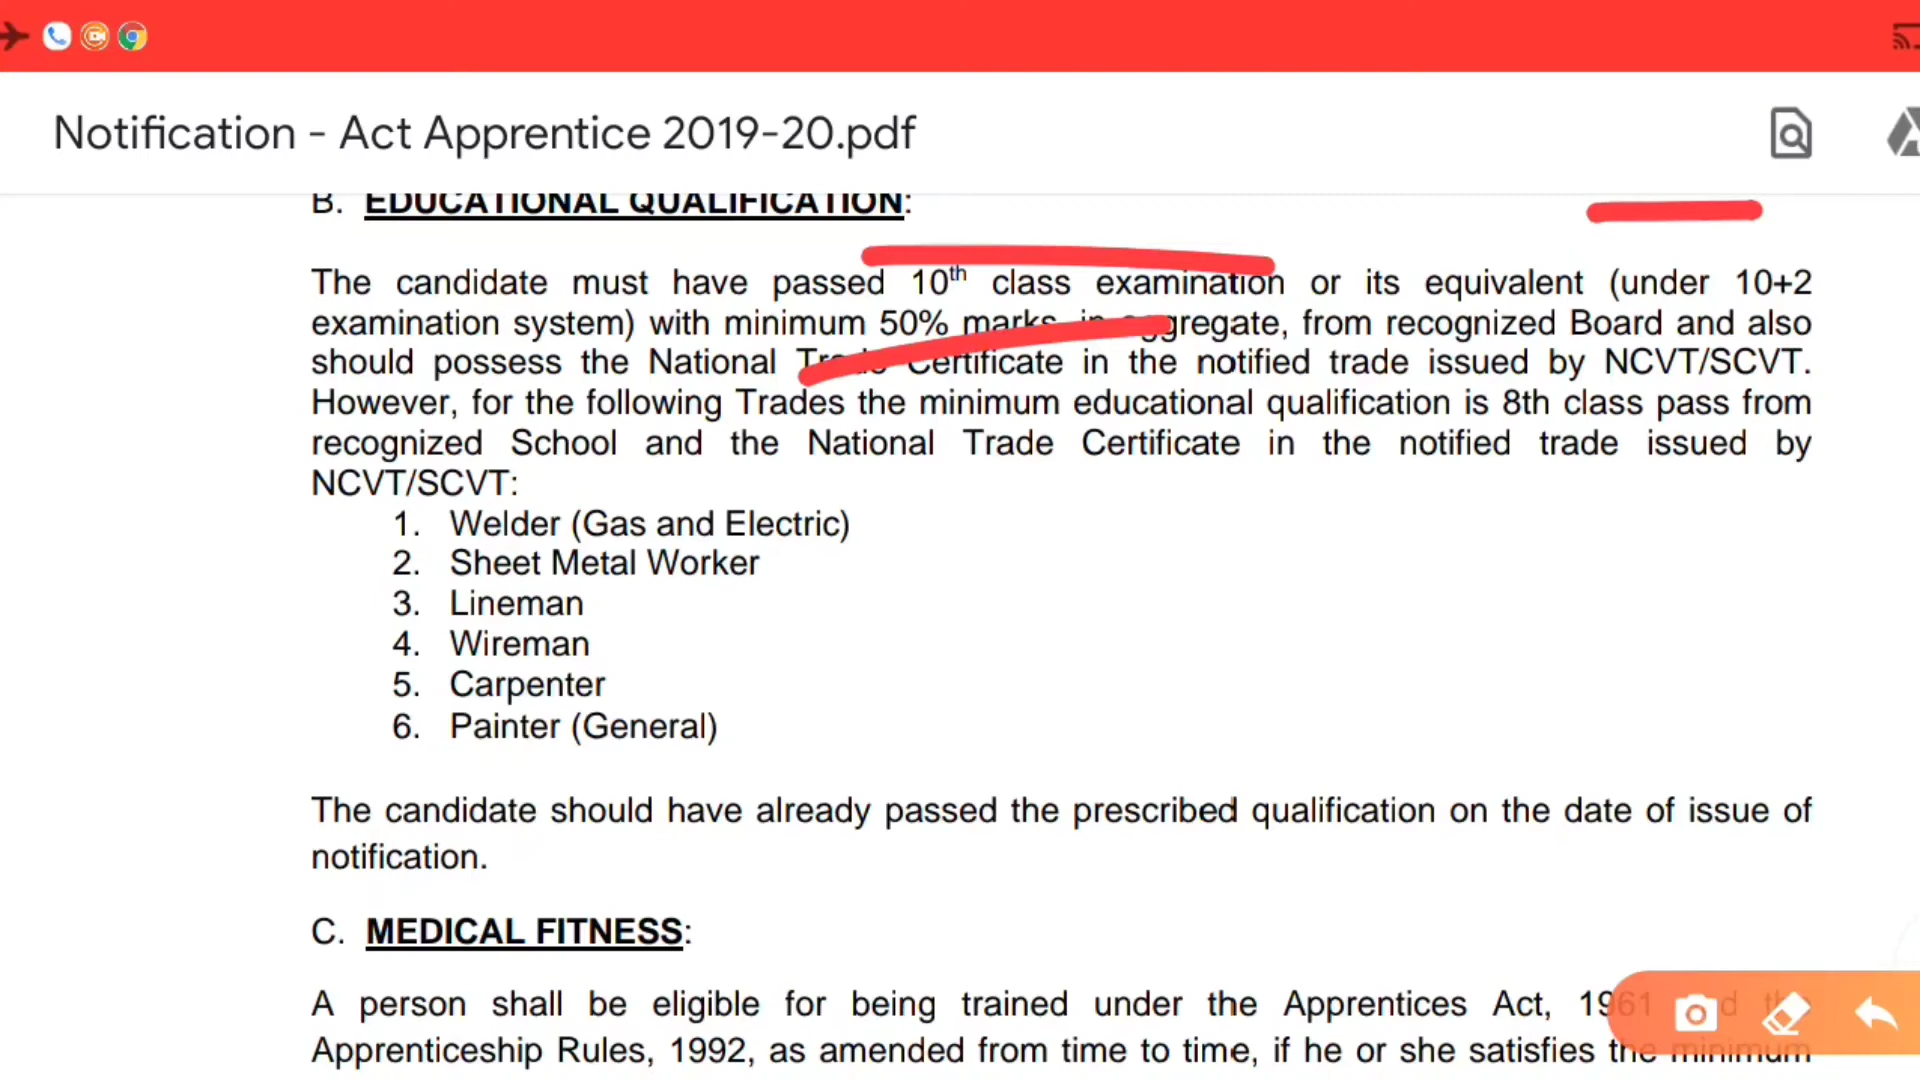 Notification - Act Apprentice 2019-20.pdf
B. EDUCATIONAL QUALIFICATION:
The candidate must have passed 10th class examination or its equivalent (under 10+2
examination system) with minimum 50% marks in aggregate, from recognized Board and also
should possess the National Trade Certificate in the notified trade issued by NCVT/SCVT.
However, for the following Trades the minimum educational qualification is 8th class pass from
recognized School and the National Trade Certificate in the notified trade issued by
NCVT/SCVT:
1. Welder (Gas and Electric)
2. Sheet Metal Worker
3. Lineman
4. Wireman
5. Carpenter
6. Painter (General)
The candidate should have already passed the prescribed qualification on the date of issue of
notification.
C. MEDICAL FITNESS:
A person shall be eligible for being trained under the Apprentices Act, 1961 and the
Apprenticeship Rules, 1992, as amended from time to time, if he or she satisfies the minimum